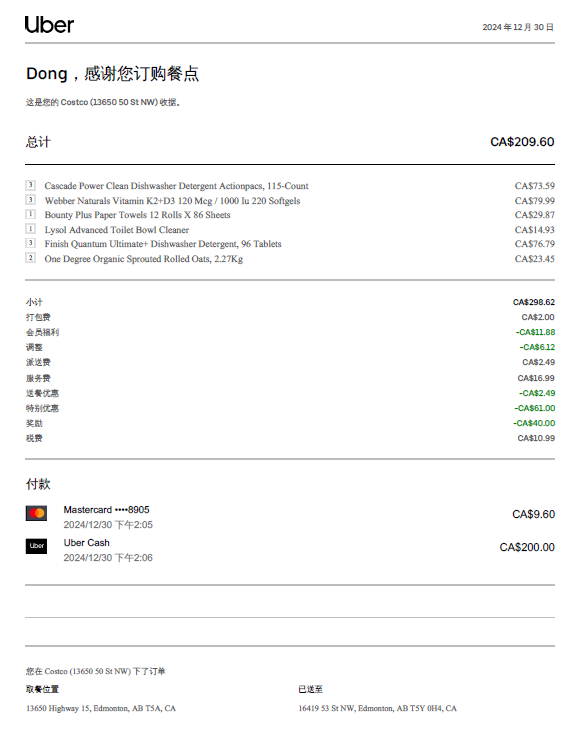 Uber
2024 年 12 月 30 日
Dong，感谢您订购餐点
这是您的 Costco (13650 50 St NW) 收据。
总计 CA$209.60
3 Cascade Power Clean Dishwasher Detergent Actionpacs, 115-Count CA$73.59
3 Webber Naturals Vitamin K2+D3 120 Mcg / 1000 Iu 220 Softgels CA$79.99
1 Bounty Plus Paper Towels 12 Rolls X 86 Sheets CA$29.87
1 Lysol Advanced Toilet Bowl Cleaner CA$14.93
3 Finish Quantum Ultimate+ Dishwasher Detergent, 96 Tablets CA$76.79
2 One Degree Organic Sprouted Rolled Oats, 2.27Kg CA$23.45
小计 CA$298.62
打包费 CA$2.00
会员福利 -CA$11.88
调整 -CA$6.12
派送费 CA$2.49
服务费 CA$16.99
送餐优惠 -CA$2.49
特别优惠 -CA$61.00
奖励 -CA$40.00
税费 CA$10.99
付款
Mastercard ••••8905 CA$9.60
2024/12/30 下午2:05
Uber Uber Cash CA$200.00
2024/12/30 下午2:06
您在 Costco (13650 50 St NW) 下了订单
取餐位置 已送至
13650 Highway 15, Edmonton, AB T5A, CA 16419 53 St NW, Edmonton, AB T5Y 0H4, CA